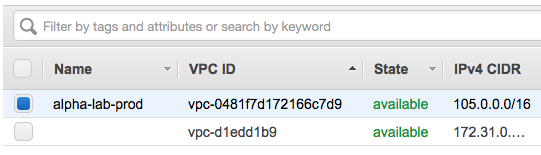 Filter by tags and attributes or search by keyword
Name VPC ID State IPv4 CIDR
alpha-lab-prod vpc-0481f7d172166c7d9 available 105.0.0.0/16
vpc-d1edd1b9 available 172.31.0....